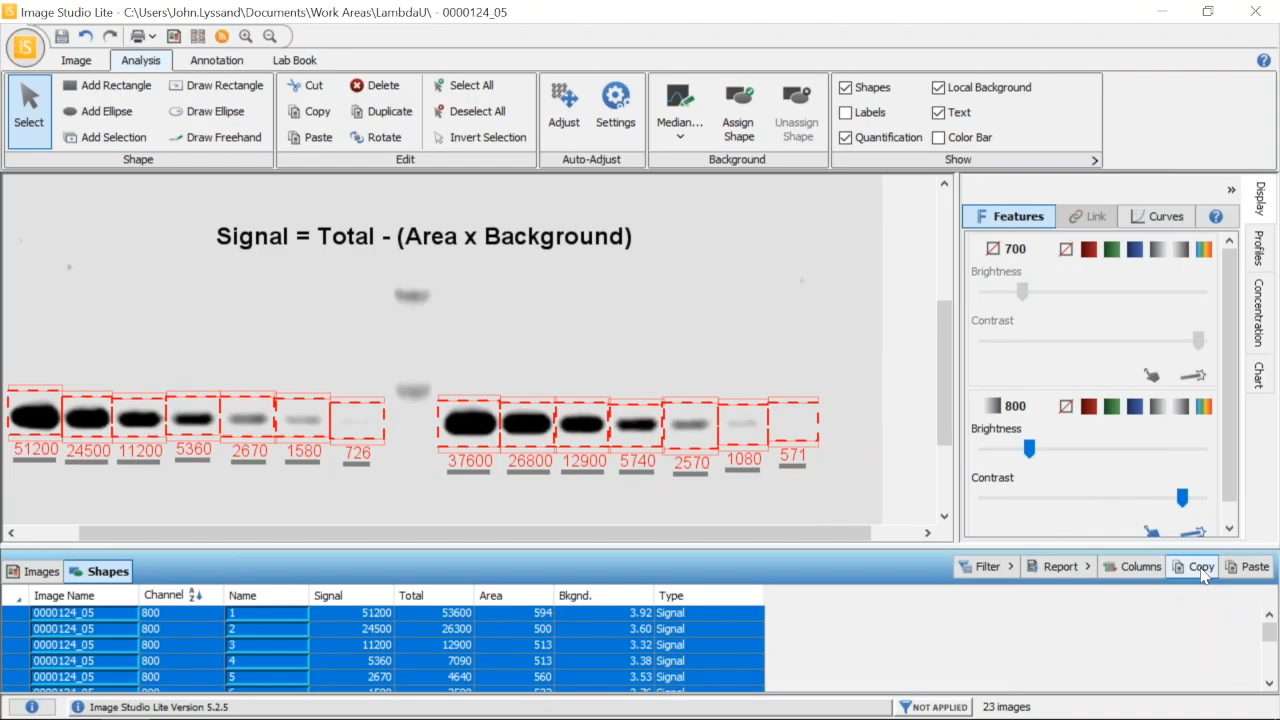 Image Studio Lite - C:\Users\John.Lyssand\Documents\Work Areas\LambdaU\ - 0000124_05
iS
Image Analysis Annotation Lab Book
Select
Add Rectangle Draw Rectangle
Add Ellipse Draw Ellipse
Add Selection Draw Freehand
Shape
Cut Delete Select All
Copy Duplicate Deselect All
Paste Rotate Invert Selection
Edit
Adjust Settings
Auto-Adjust
Median... Assign Shape Unassign Shape
Background
Shapes Local Background
Labels Text
Quantification Color Bar
Show
Signal = Total - (Area x Background)
51200 24500 11200 5360 2670 1580 726 37600 26800 12900 5740 2570 1080 571
Features Link Curves
700
Brightness
Contrast
800
Brightness
Contrast
Display
Profiles
Concentration
Chart
Images Shapes Filter Report Columns Copy Paste
Image Name Channel Name Signal Total Area Bkgnd. Type
0000124_05 800 1 51200 53600 594 3.92 Signal
0000124_05 800 2 24500 26300 500 3.60 Signal
0000124_05 800 3 11200 12900 513 3.32 Signal
0000124_05 800 4 5360 7090 513 3.38 Signal
0000124_05 800 5 2670 4640 560 3.53 Signal
Image Studio Lite Version 5.2.5 NOT APPLIED 23 images